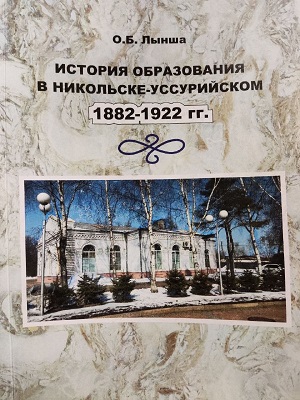 О.Б. Лынша
ИСТОРИЯ ОБРАЗОВАНИЯ
В НИКОЛЬСКЕ-УССУРИЙСКОМ
1882-1922 гг.